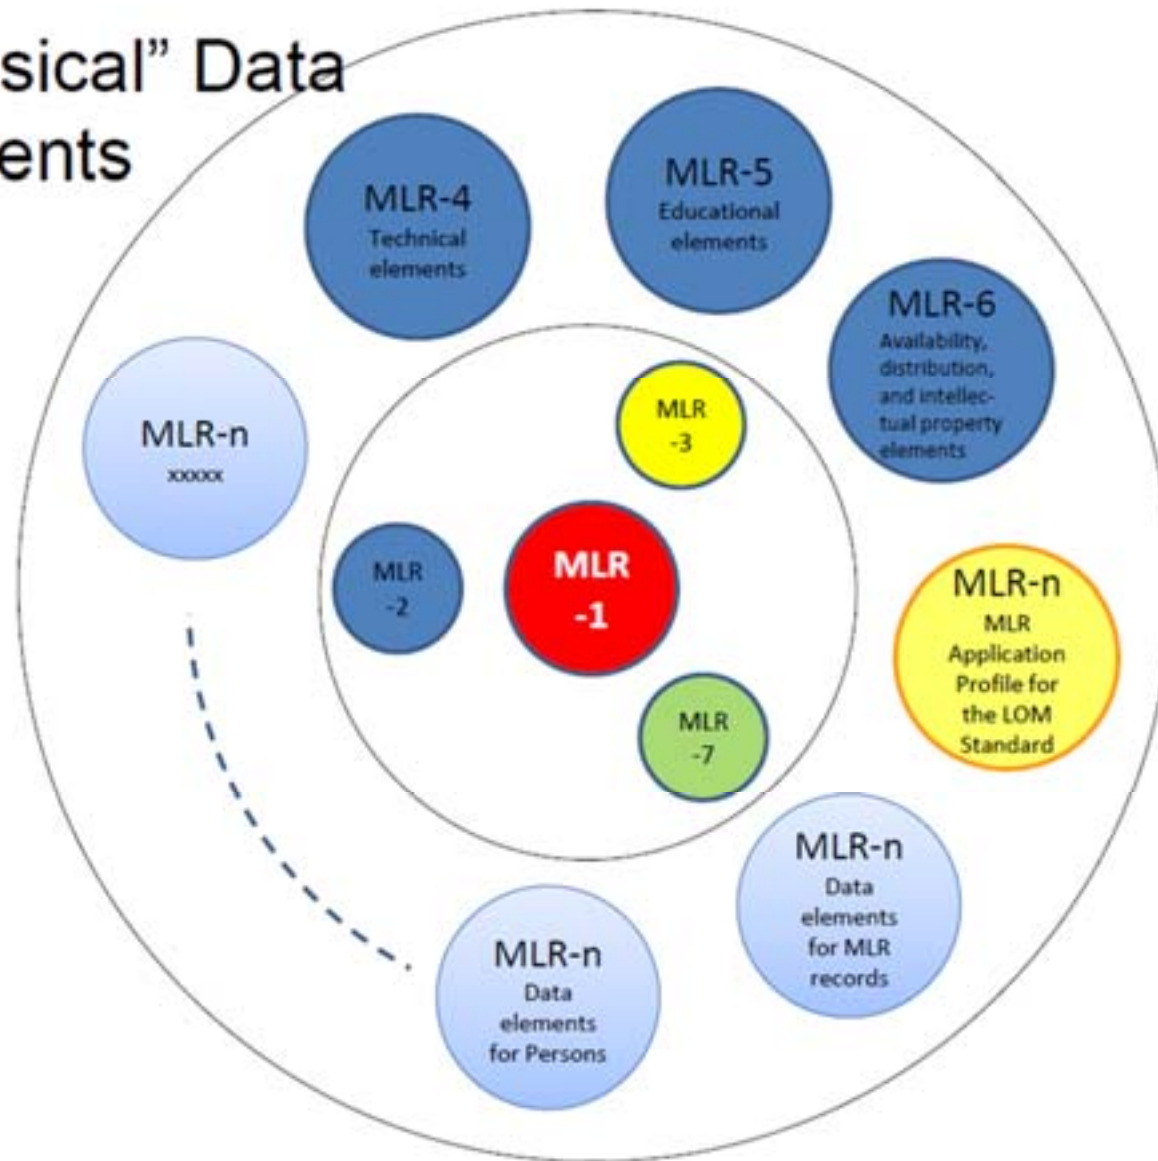 sical” Data
ents
MLR-4
Technical
elements
MLR-5
Educational
elements
MLR-6
Availability,
distribution,
and intellec-
tual property
elements
MLR-n
xxxxx
MLR
-3
MLR
-2
MLR
-1
MLR
-7
MLR-n
MLR
Application
Profile for
the LOM
Standard
MLR-n
Data
elements
for MLR
records
MLR-n
Data
elements
for Persons